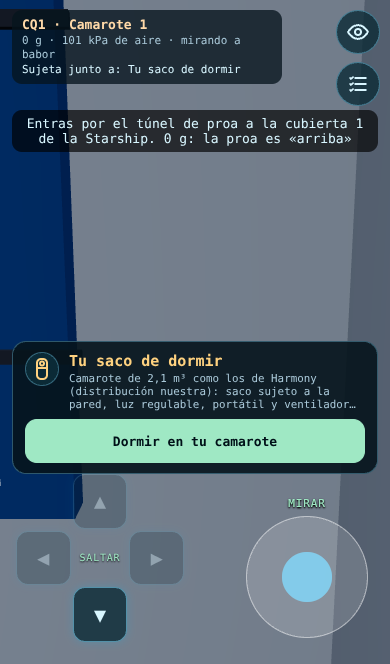 CQ1 · Camarote 1
0 g · 101 kPa de aire · mirando a
babor
Sujeta junto a: Tu saco de dormir
Entras por el túnel de proa a la cubierta 1
de la Starship. 0 g: la proa es «arriba»
Tu saco de dormir
Camarote de 2,1 m³ como los de Harmony
(distribución nuestra): saco sujeto a la
pared, luz regulable, portátil y ventilador…
Dormir en tu camarote
MIRAR
SALTAR